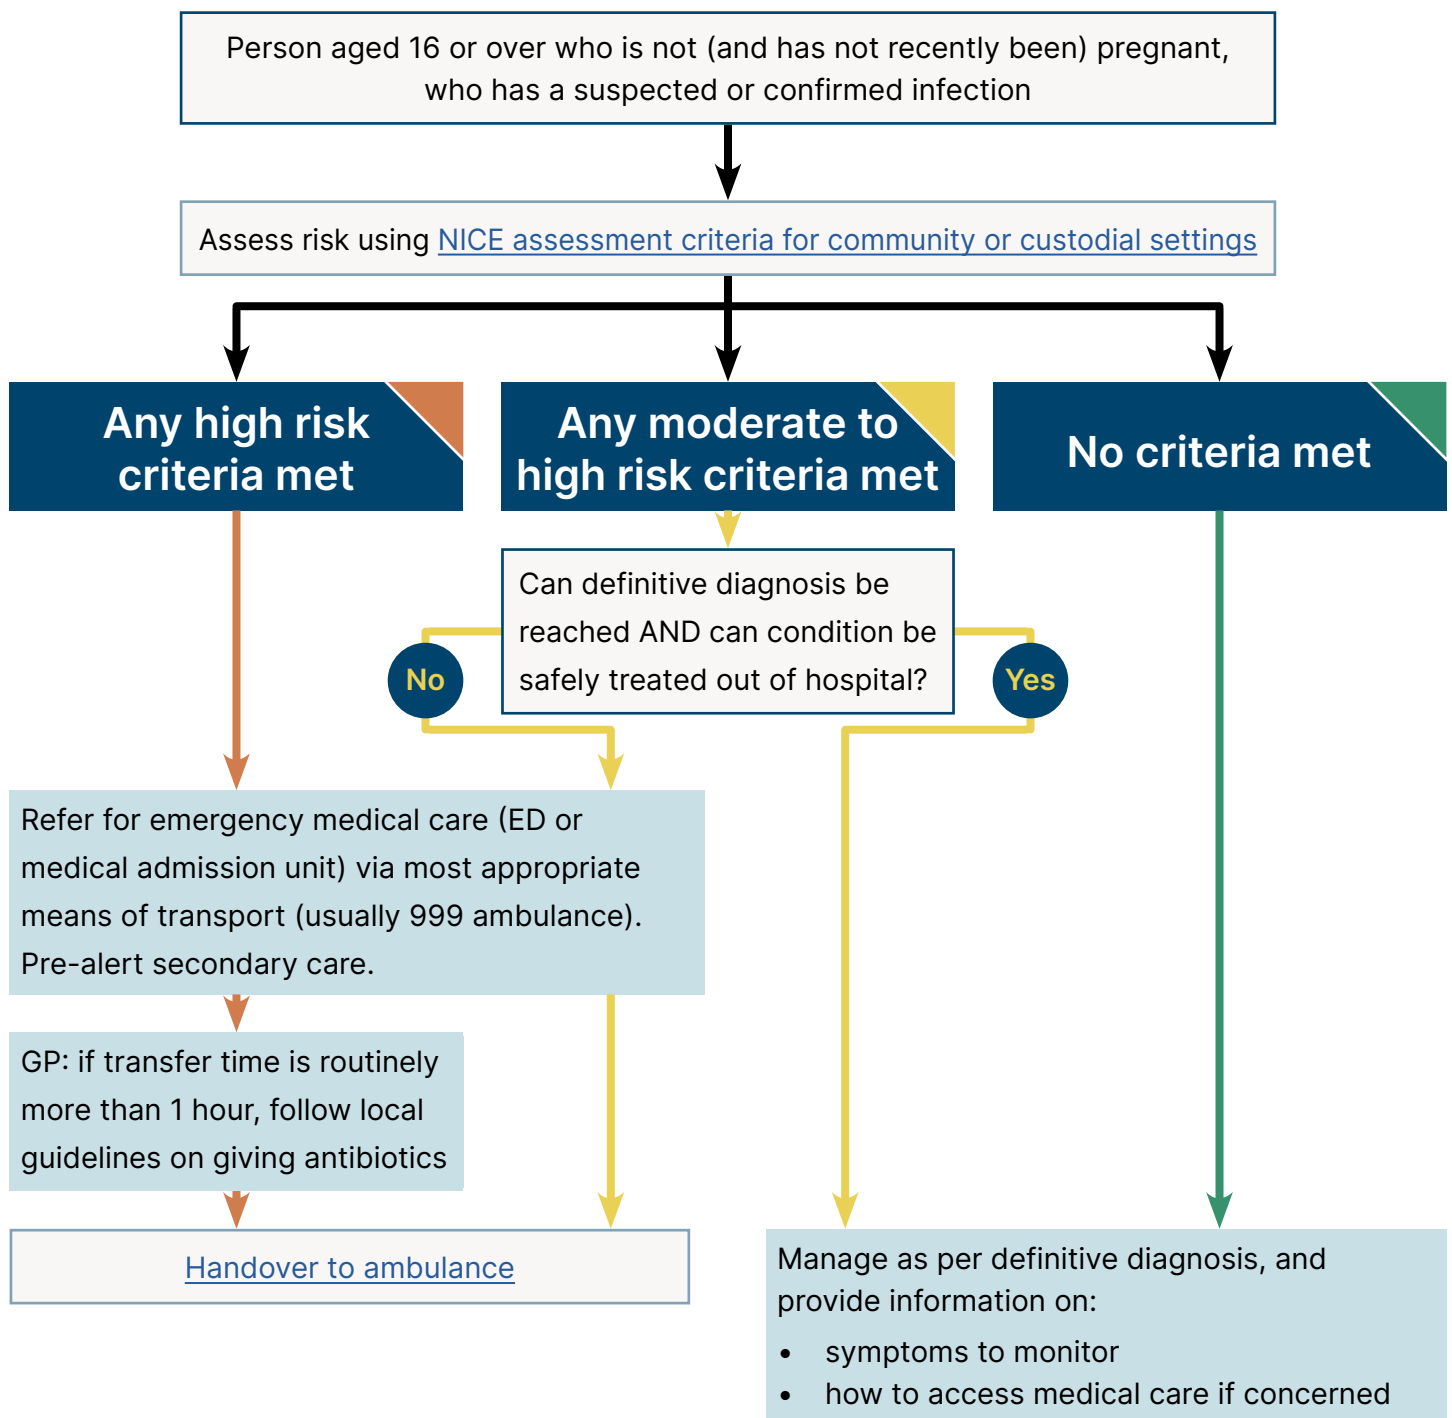 Person aged 16 or over who is not (and has not recently been) pregnant,
who has a suspected or confirmed infection
Assess risk using NICE assessment criteria for community or custodial settings
Any high risk
criteria met
Any moderate to
high risk criteria met
No criteria met
Can definitive diagnosis be
reached AND can condition be
safely treated out of hospital?
No
Yes
Refer for emergency medical care (ED or
medical admission unit) via most appropriate
means of transport (usually 999 ambulance).
Pre-alert secondary care.
GP: if transfer time is routinely
more than 1 hour, follow local
guidelines on giving antibiotics
Handover to ambulance
Manage as per definitive diagnosis, and
provide information on:
• symptoms to monitor
• how to access medical care if concerned